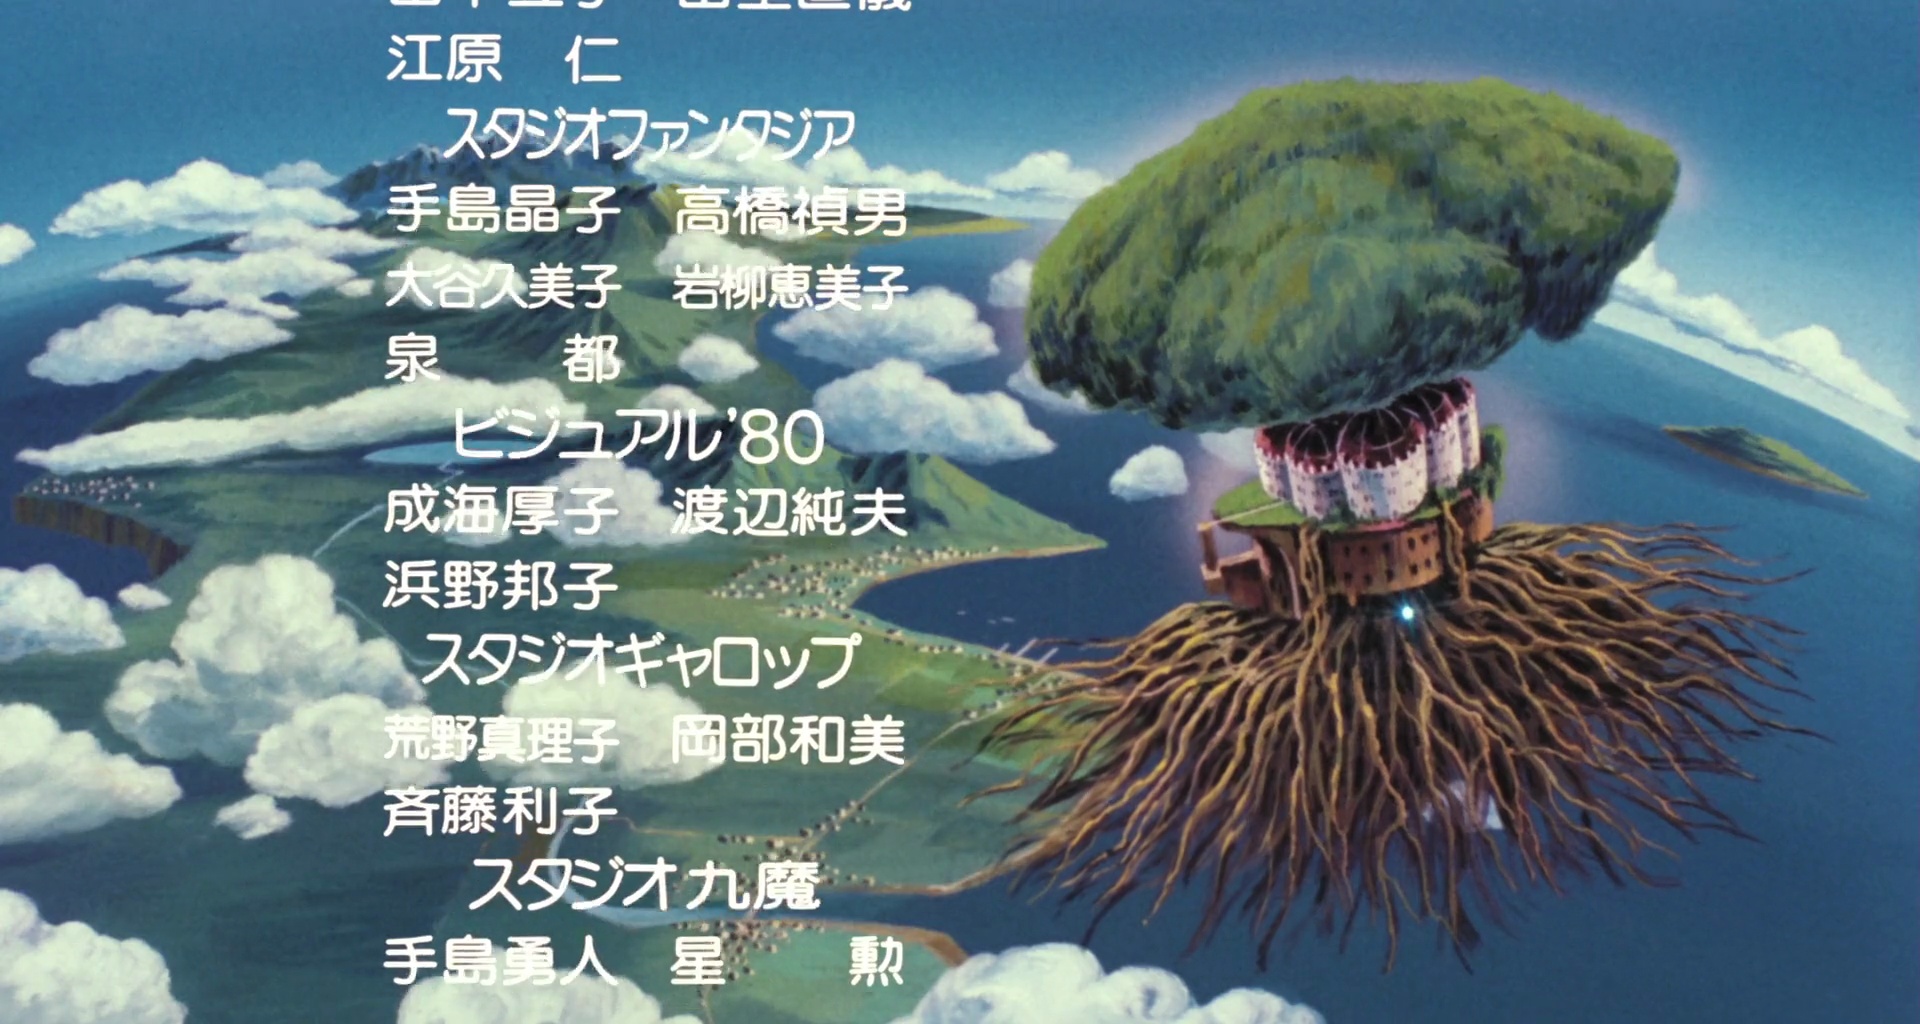 江原　仁
スタジオファンタジア
手島晶子　高橋禎男
大谷久美子　岩柳恵美子
泉　　都
ビジュアル'80
成海厚子　渡辺純夫
浜野邦子
スタジオギャロップ
荒野真理子　岡部和美
斉藤利子
スタジオ九魔
手島勇人　星　　勲